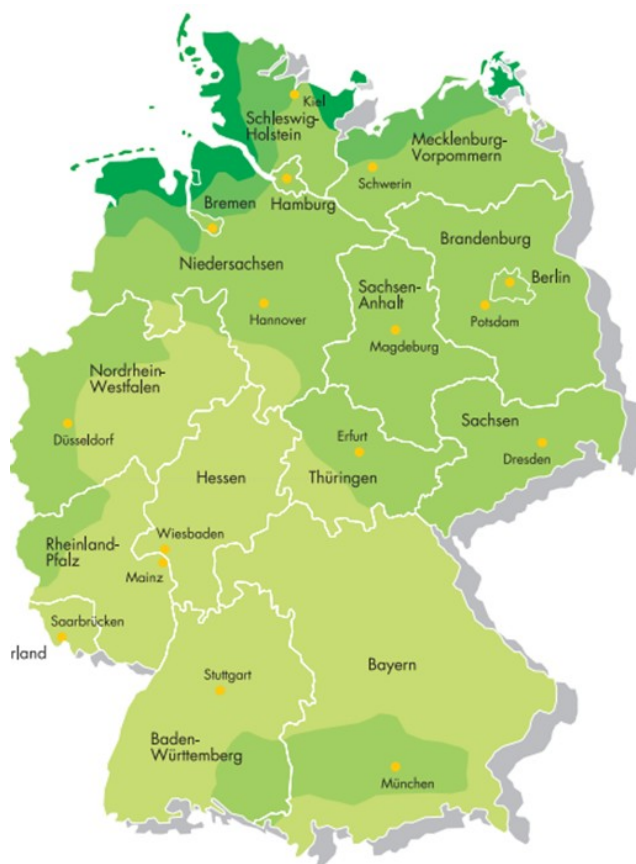 Kiel
Schleswig-
Holstein
Mecklenburg-
Vorpommern
Schwerin
Bremen
Hamburg
Brandenburg
Niedersachsen
Sachsen-
Anhalt
Berlin
Hannover
Potsdam
Magdeburg
Nordrhein-
Westfalen
Düsseldorf
Sachsen
Erfurt
Dresden
Hessen
Thüringen
Rheinland-
Pfalz
Wiesbaden
Mainz
Saarbrücken
rland
Bayern
Stuttgart
Baden-
Württemberg
München